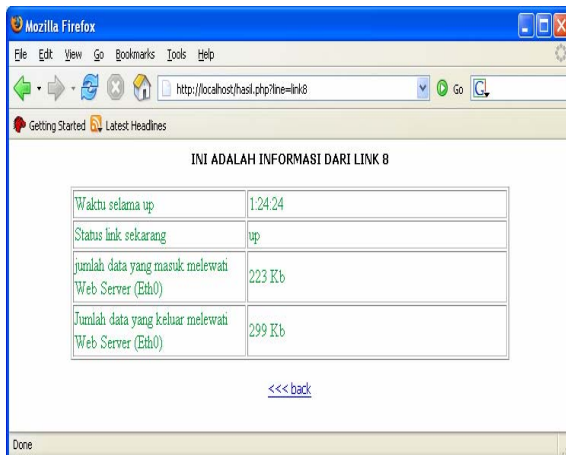 Mozilla Firefox
File Edit View Go Bookmarks Tools Help
http://localhost/hasil.php?line=link8 Go G
Getting Started Latest Headlines
INI ADALAH INFORMASI DARI LINK 8
Waktu selama up 1:24:24
Status link sekarang up
jumlah data yang masuk melewati
Web Server (Eth0) 223 Kb
Jumlah data yang keluar melewati
Web Server (Eth0) 299 Kb
<<< back
Done